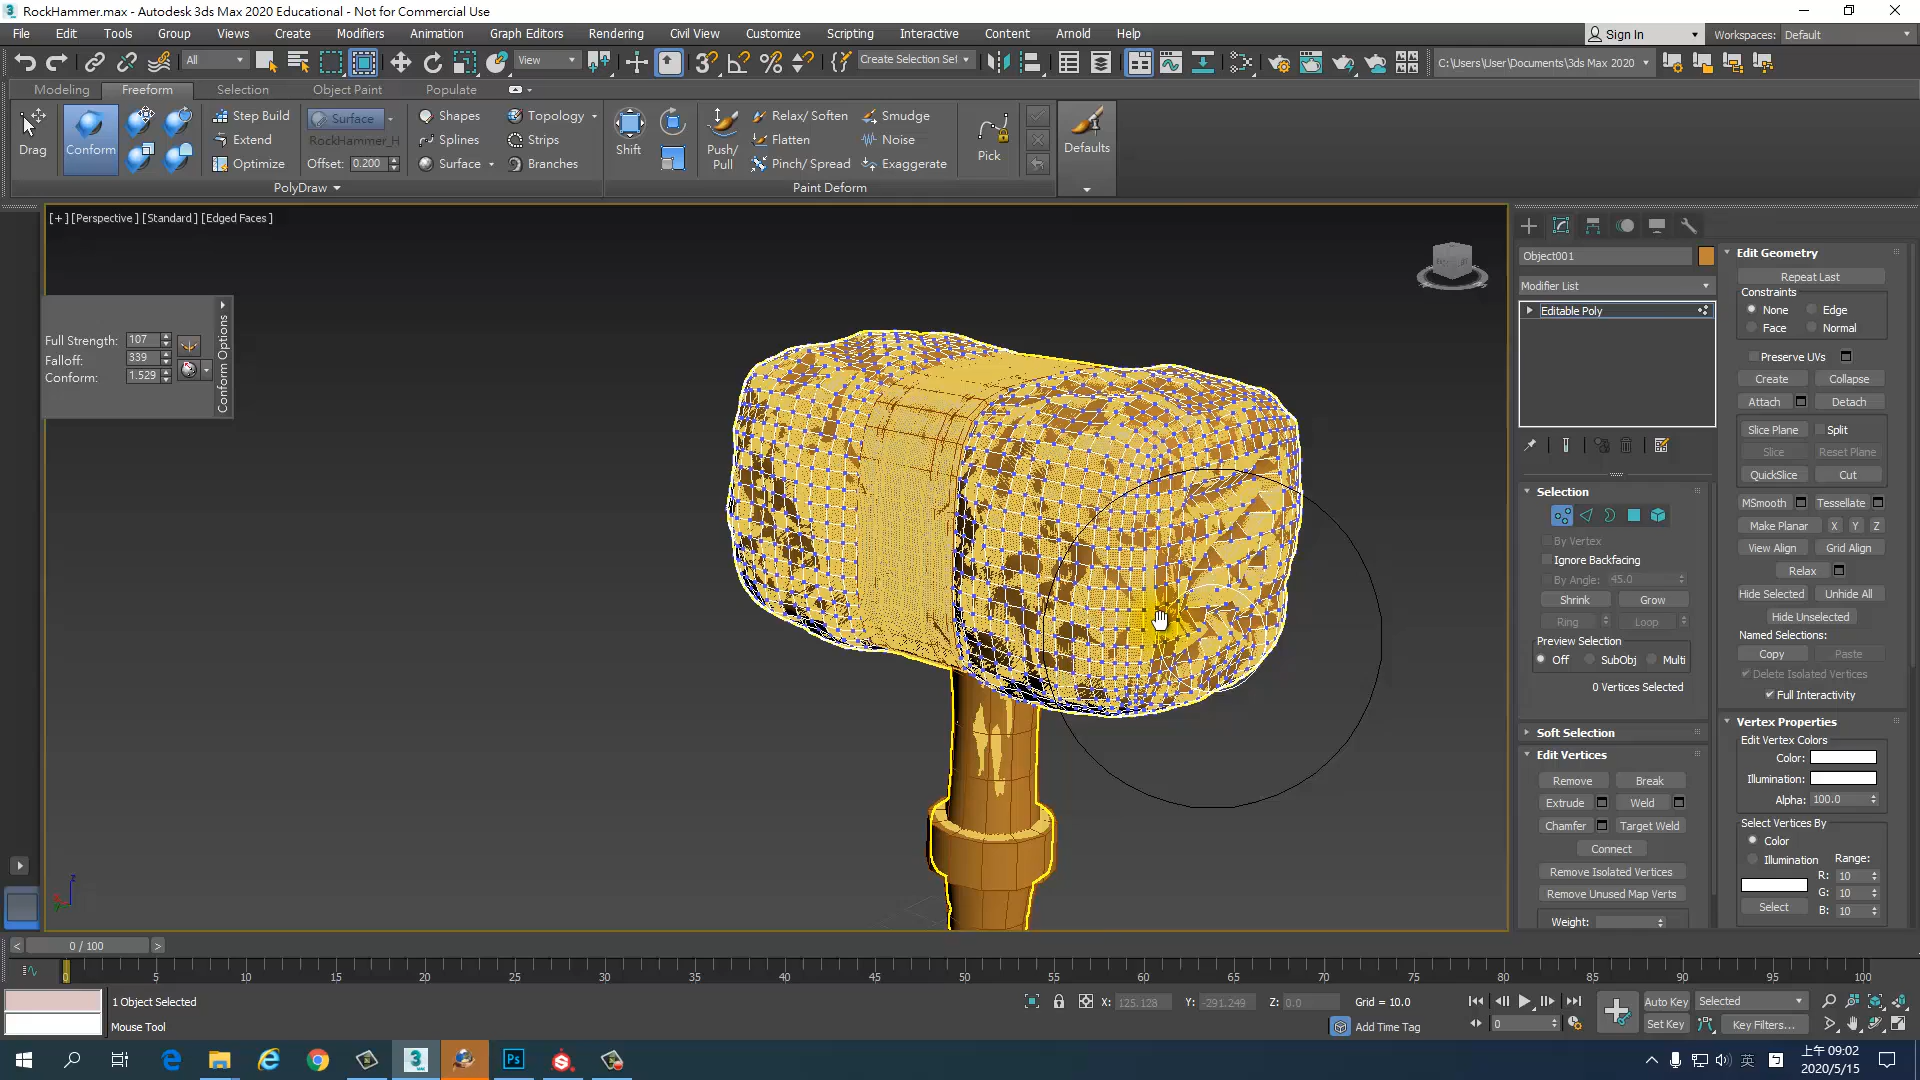 RockHammer.max - Autodesk 3ds Max 2020 Educational - Not for Commercial Use
File Edit Tools Group Views Create Modifiers Animation Graph Editors Rendering Civil View Customize Scripting Interactive Content Arnold Help Sign In Workspaces: Default
All View Create Selection Set C:\Users\User\Documents\3ds Max 2020
Modeling Freeform Selection Object Paint Populate
Drag Conform Step Build Extend Optimize
Surface RockHammer_H Offset: 0.200
Shapes Splines Surface Topology Strips Branches
PolyDraw
Shift Push/ Pull Relax/ Soften Flatten Pinch/ Spread Smudge Noise Exaggerate Pick
Paint Deform
Defaults
[+] [Perspective ] [Standard ] [Edged Faces ]
Full Strength: 107
Falloff: 339
Conform: 1.529
Conform Options
Object001
Modifier List
Editable Poly
Selection
By Vertex
Ignore Backfacing
By Angle: 45.0
Shrink Grow
Ring Loop
Preview Selection
Off SubObj Multi
0 Vertices Selected
Soft Selection
Edit Vertices
Remove Break
Extrude Weld
Chamfer Target Weld
Connect
Remove Isolated Vertices
Remove Unused Map Verts
Weight:
Edit Geometry
Repeat Last
Constraints
None Edge
Face Normal
Preserve UVs
Create Collapse
Attach Detach
Slice Plane Split
Slice Reset Plane
QuickSlice Cut
MSmooth Tessellate
Make Planar X Y Z
View Align Grid Align
Relax
Hide Selected Unhide All
Hide Unselected
Named Selections:
Copy Paste
Delete Isolated Vertices
Full Interactivity
Vertex Properties
Edit Vertex Colors
Color:
Illumination:
Alpha: 100.0
Select Vertices By
Color
Illumination Range:
R: 10
G: 10
Select
B: 10
z
< 0 / 100 >
0 5 10 15 20 25 30 35 40 45 50 55 60 65 70 75 80 85 90 95 100
1 Object Selected X: 125.128 Y: -291.249 Z: 0.0 Grid = 10.0 Auto Key Selected
Mouse Tool Add Time Tag 0 Set Key Key Filters...
英 上午 09:02
2020/5/15